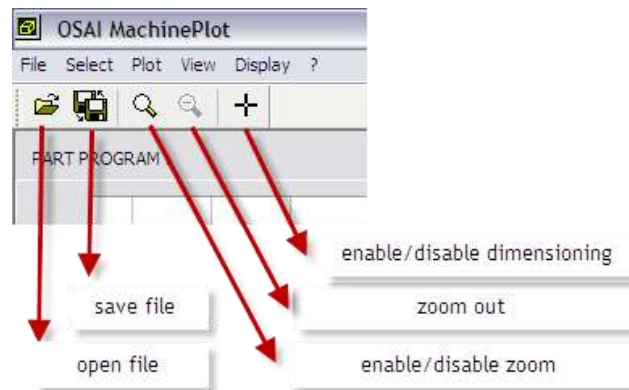 OSAI MachinePlot
File Select Plot View Display ?
PART PROGRAM
enable/disable dimensioning
save file
zoom out
open file
enable/disable zoom